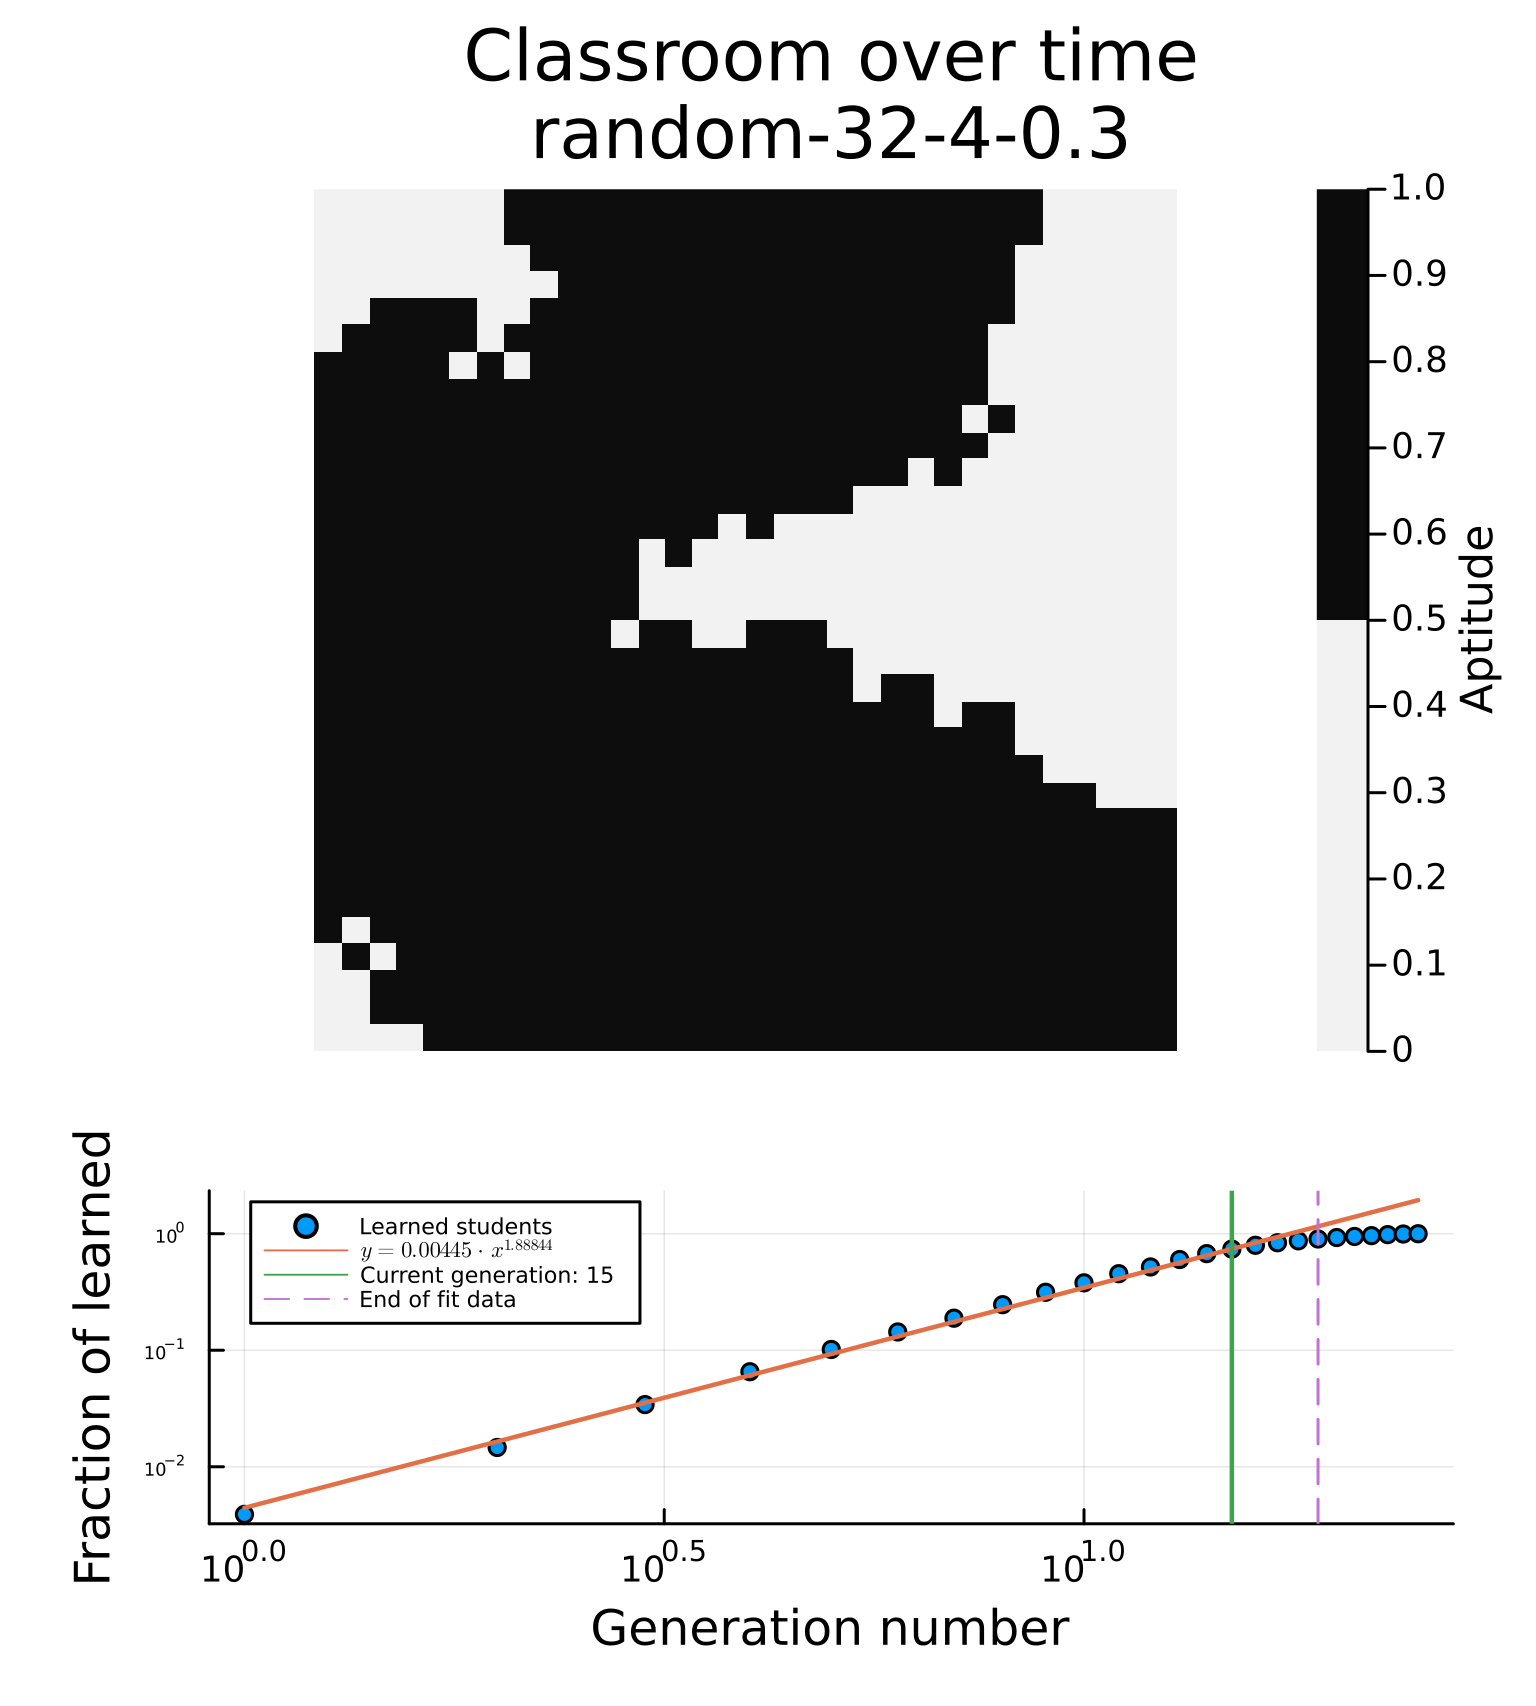 Classroom over time
random-32-4-0.3
1.0
0.9
0.8
0.7
0.6
0.5
0.4
0.3
0.2
0.1
0
Aptitude
Fraction of learned
10⁰
10⁻¹
10⁻²
Learned students
y = 0.00445 · x^1.88844
Current generation: 15
End of fit data
10^0.0
10^0.5
10^1.0
Generation number